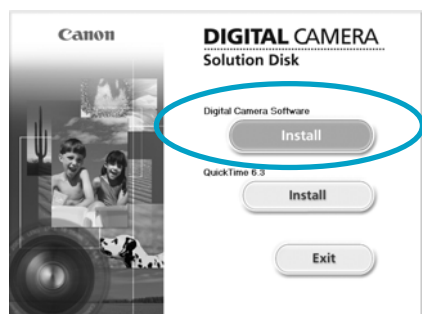 Canon
DIGITAL CAMERA
Solution Disk
Digital Camera Software
Install
QuickTime 6.3
Install
Exit